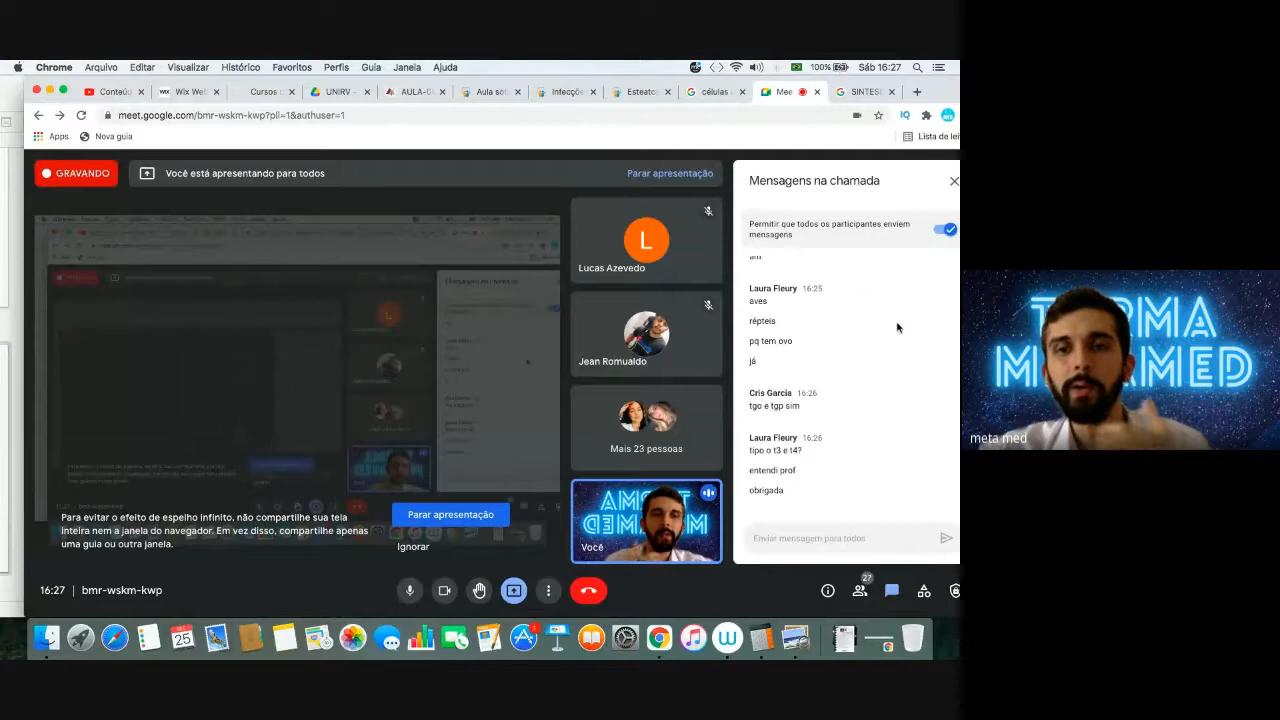 Chrome Arquivo Editar Visualizar Histórico Favoritos Perfis Guia Janela Ajuda 100% Sáb 16:27
Conteú Wix Web Cursos UNIRV - AULA-0 Aula sot Infecçõe Esteato células Mee SINTESE
meet.google.com/bmr-wskm-kwp?pli=1&authuser=1
Apps Nova guia Lista de lei
GRAVANDO Você está apresentando para todos Parar apresentação
Mensagens na chamada
Permitir que todos os participantes enviem
mensagens
Laura Fleury 16:25
aves
répteis
pq tem ovo
já
Cris Garcia 16:26
tgo e tgp sim
Laura Fleury 16:26
tipo o t3 e t4?
entendi prof
obrigada
Enviar mensagem para todos
L
Lucas Azevedo
Jean Romualdo
Mais 23 pessoas
Você
Para evitar o efeito de espelho infinito, não compartilhe sua tela
inteira nem a janela do navegador. Em vez disso, compartilhe apenas
uma guia ou outra janela.
Parar apresentação
Ignorar
16:27 | bmr-wskm-kwp
27
meta med